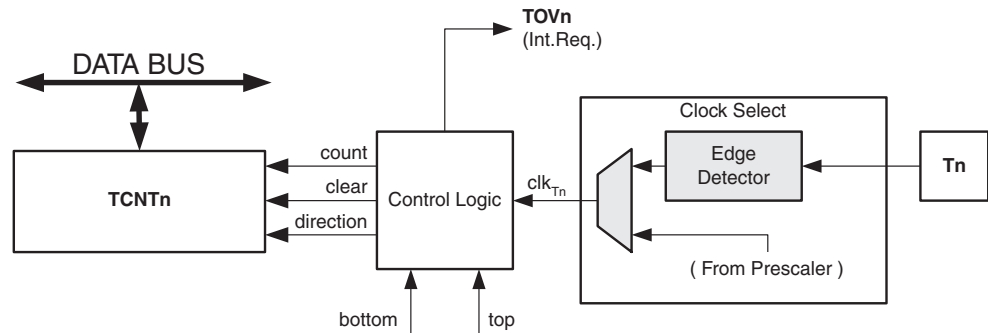 TOVn
(Int.Req.)
DATA BUS
Clock Select
count
Edge
Detector
Tn
TCNTn
clear
Control Logic
clkTn
direction
( From Prescaler )
bottom
top